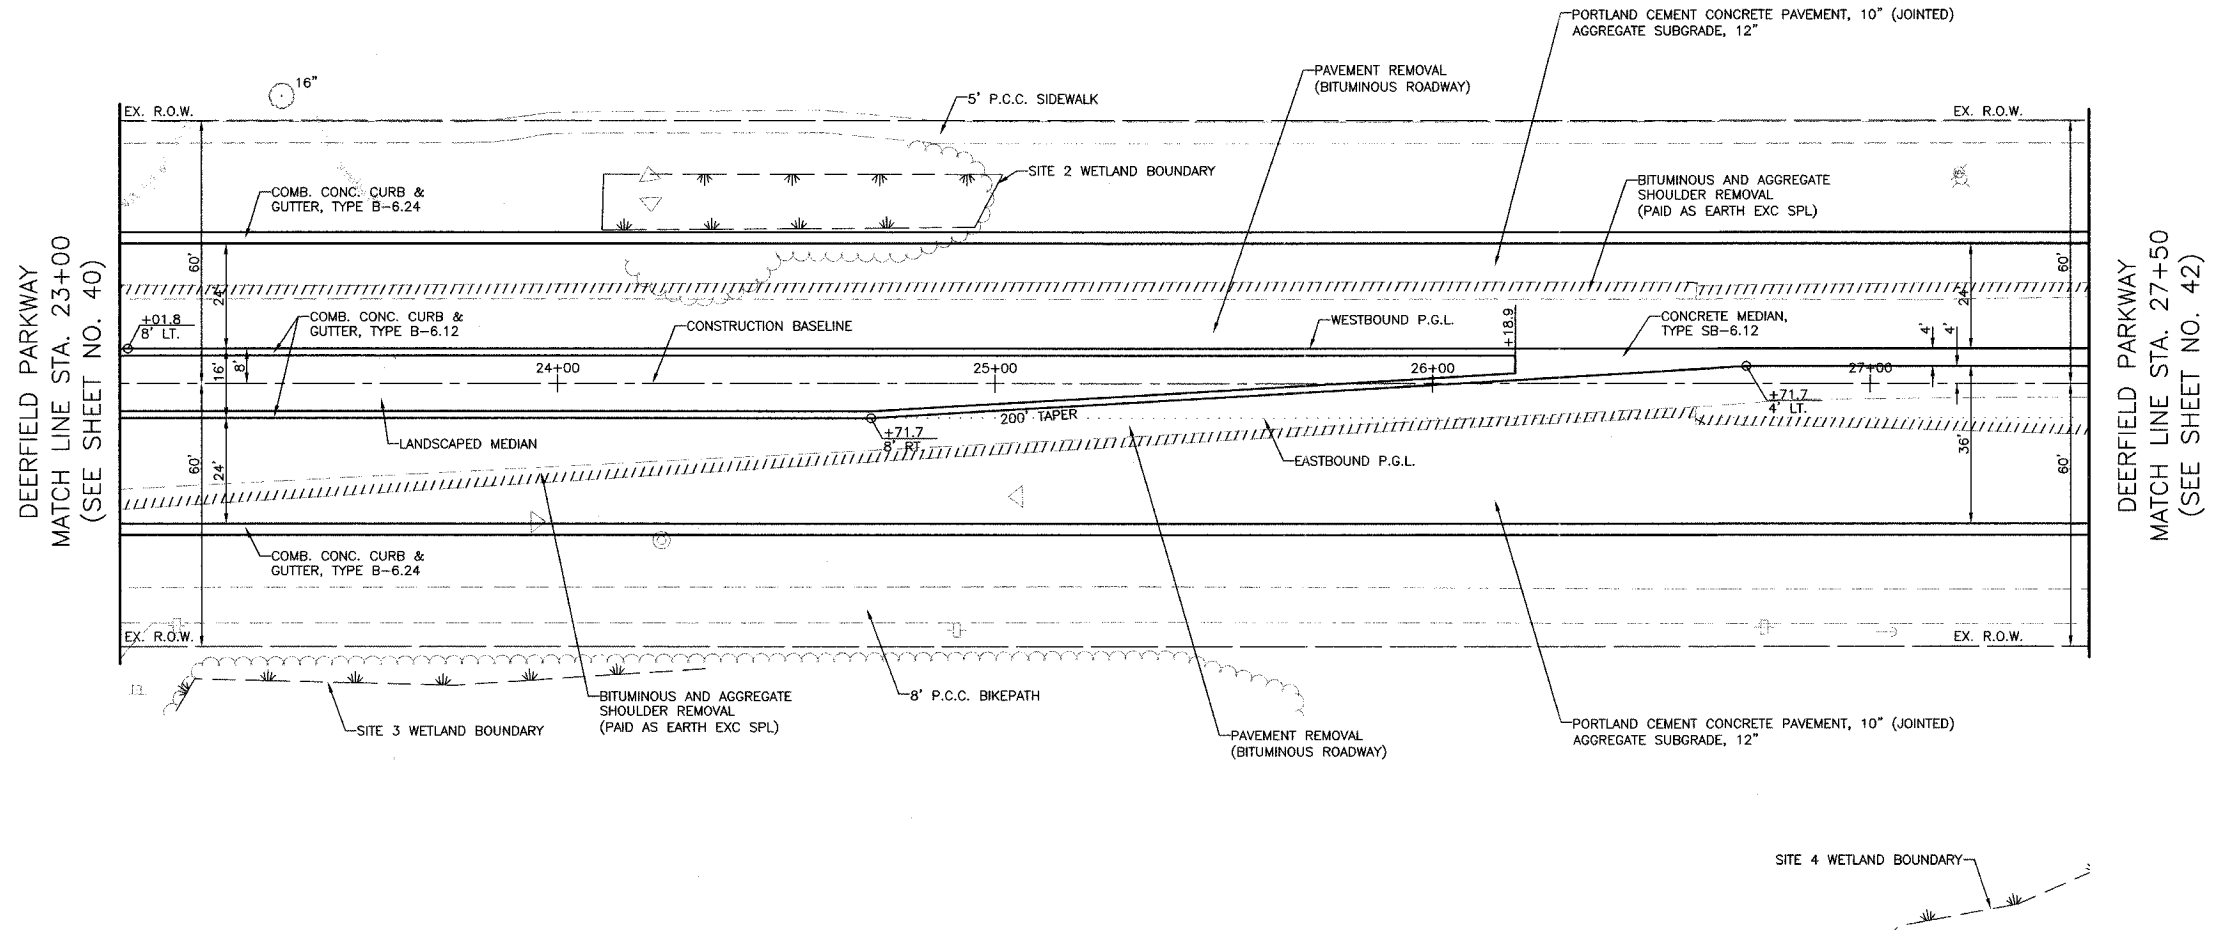 PORTLAND CEMENT CONCRETE PAVEMENT, 10" (JOINTED)
AGGREGATE SUBGRADE, 12"
PAVEMENT REMOVAL
(BITUMINOUS ROADWAY)
16"
5' P.C.C. SIDEWALK
EX. R.O.W.
EX. R.O.W.
SITE 2 WETLAND BOUNDARY
COMB. CONC. CURB &
GUTTER, TYPE B-6.24
BITUMINOUS AND AGGREGATE
SHOULDER REMOVAL
(PAID AS EARTH EXC SPL)
DEERFIELD PARKWAY
MATCH LINE STA. 23+00
(SEE SHEET NO. 40)
60'
24'
+01.8
8' LT.
COMB. CONC. CURB &
GUTTER, TYPE B-6.12
CONSTRUCTION BASELINE
WESTBOUND P.G.L.
+18.9
CONCRETE MEDIAN,
TYPE SB-6.12
4'
4'
24'
60'
DEERFIELD PARKWAY
MATCH LINE STA. 27+50
(SEE SHEET NO. 42)
16'
8'
24+00
25+00
26+00
27+00
+71.7
4' LT.
200' TAPER
+71.7
8' RT.
LANDSCAPED MEDIAN
EASTBOUND P.G.L.
60'
24'
36'
60'
COMB. CONC. CURB &
GUTTER, TYPE B-6.24
EX. R.O.W.
EX. R.O.W.
BITUMINOUS AND AGGREGATE
SHOULDER REMOVAL
(PAID AS EARTH EXC SPL)
8' P.C.C. BIKEPATH
SITE 3 WETLAND BOUNDARY
PAVEMENT REMOVAL
(BITUMINOUS ROADWAY)
PORTLAND CEMENT CONCRETE PAVEMENT, 10" (JOINTED)
AGGREGATE SUBGRADE, 12"
SITE 4 WETLAND BOUNDARY